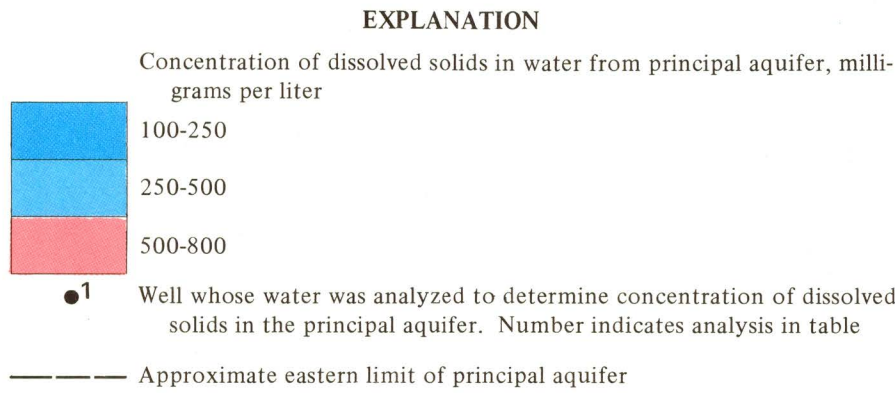 EXPLANATION
Concentration of dissolved solids in water from principal aquifer, milli-
grams per liter
100-250
250-500
500-800
1 Well whose water was analyzed to determine concentration of dissolved
solids in the principal aquifer. Number indicates analysis in table
Approximate eastern limit of principal aquifer